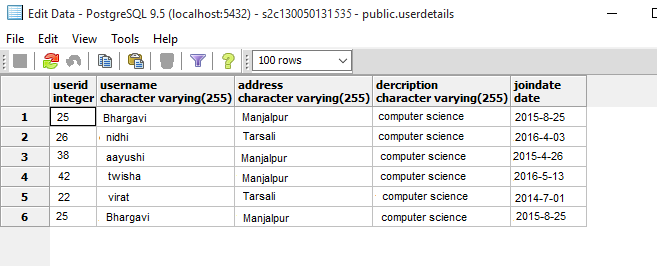 Edit Data - PostgreSQL 9.5 (localhost:5432) - s2c130050131535 - public.userdetails
File Edit View Tools Help
100 rows
userid username address dercription joindate
integer character varying(255) character varying(255) character varying(255) date
1 25 Bhargavi Manjalpur computer science 2015-8-25
2 26 nidhi Tarsali computer science 2016-4-03
3 38 aayushi Manjalpur computer science 2015-4-26
4 42 twisha Manjalpur computer science 2016-5-13
5 22 virat Tarsali computer science 2014-7-01
6 25 Bhargavi Manjalpur computer science 2015-8-25